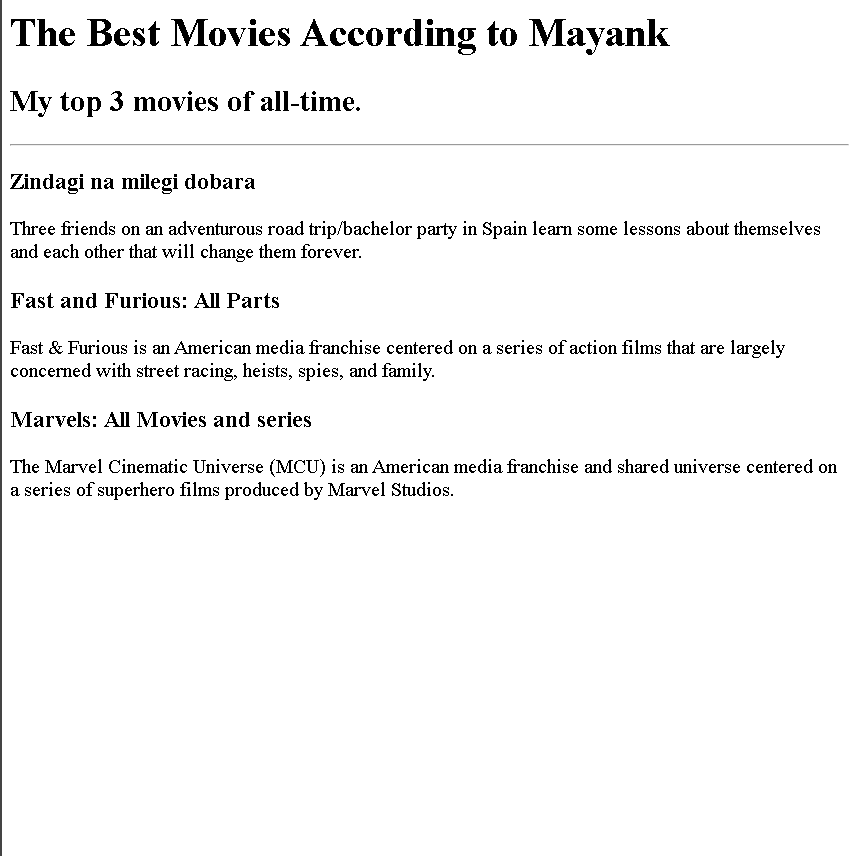 The Best Movies According to Mayank
My top 3 movies of all-time.
Zindagi na milegi dobara
Three friends on an adventurous road trip/bachelor party in Spain learn some lessons about themselves
and each other that will change them forever.
Fast and Furious: All Parts
Fast & Furious is an American media franchise centered on a series of action films that are largely
concerned with street racing, heists, spies, and family.
Marvels: All Movies and series
The Marvel Cinematic Universe (MCU) is an American media franchise and shared universe centered on
a series of superhero films produced by Marvel Studios.